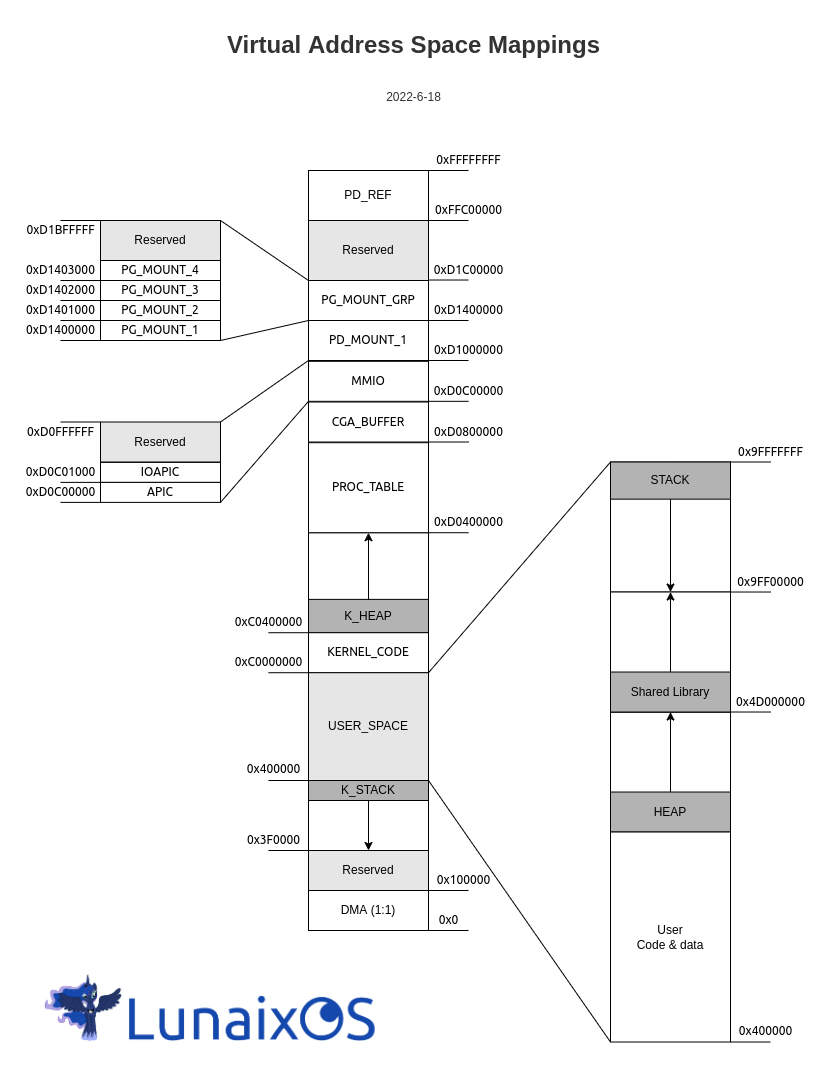 Virtual Address Space Mappings
2022-6-18
0xFFFFFFFF
PD_REF
0xFFC00000
Reserved
0xD1C00000
PG_MOUNT_GRP
0xD1400000
PD_MOUNT_1
0xD1000000
MMIO
0xD0C00000
CGA_BUFFER
0xD0800000
PROC_TABLE
0xD0400000
K_HEAP
0xC0400000
KERNEL_CODE
0xC0000000
USER_SPACE
0x400000
K_STACK
0x3F0000
Reserved
0x100000
DMA (1:1)
0x0
0xD1BFFFFF
Reserved
0xD1403000
PG_MOUNT_4
0xD1402000
PG_MOUNT_3
0xD1401000
PG_MOUNT_2
0xD1400000
PG_MOUNT_1
0xD0FFFFFF
Reserved
0xD0C01000
IOAPIC
0xD0C00000
APIC
0x9FFFFFFF
STACK
0x9FF00000
Shared Library
0x4D000000
HEAP
User
Code & data
0x400000
LunaixOS